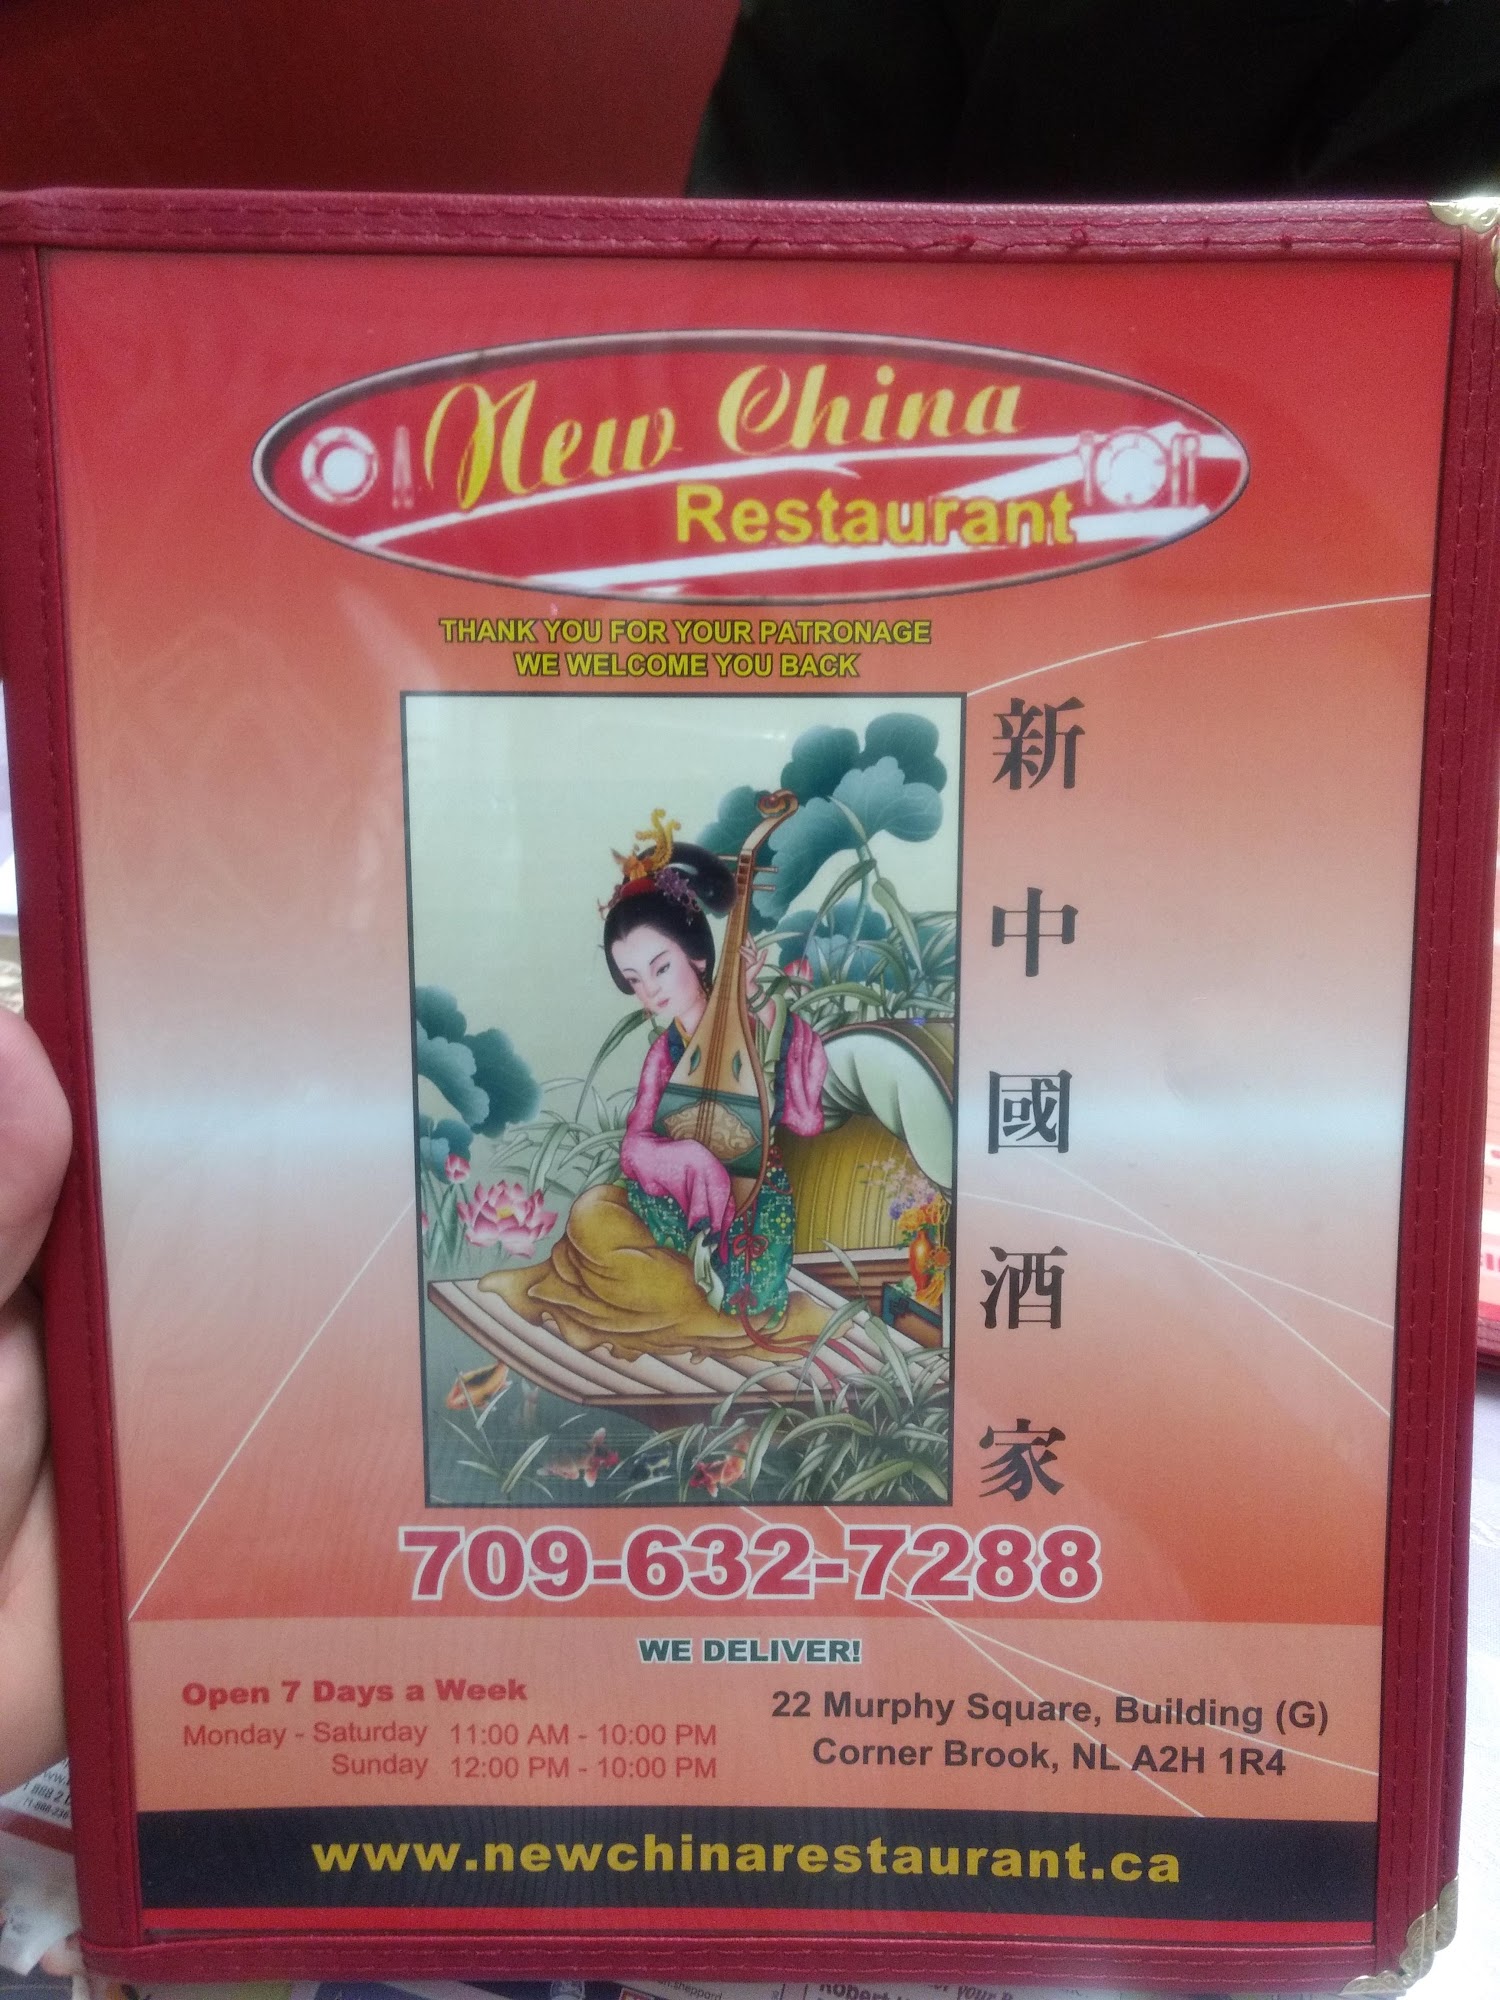 New China
Restaurant
THANK YOU FOR YOUR PATRONAGE
WE WELCOME YOU BACK
新中國酒家
709-632-7288
WE DELIVER!
Open 7 Days a Week
Monday - Saturday 11:00 AM - 10:00 PM
Sunday 12:00 PM - 10:00 PM
22 Murphy Square, Building (G)
Corner Brook, NL A2H 1R4
www.newchinarestaurant.ca